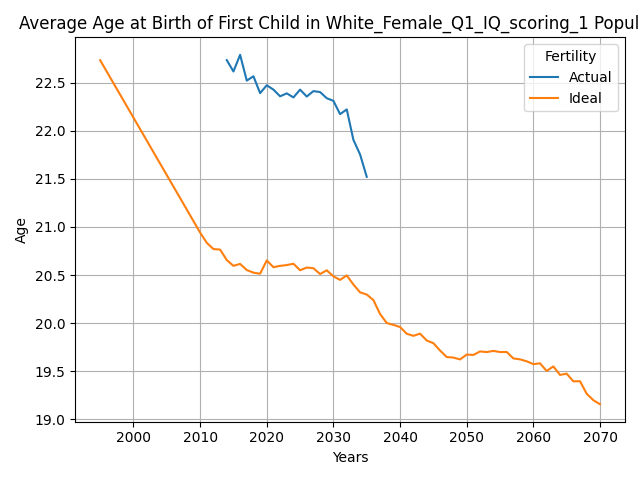 Average Age at Birth of First Child in White_Female_Q1_IQ_scoring_1 Popul
Fertility
Actual
Ideal
22.5
22.0
21.5
21.0
20.5
20.0
19.5
19.0
Age
2000 2010 2020 2030 2040 2050 2060 2070
Years